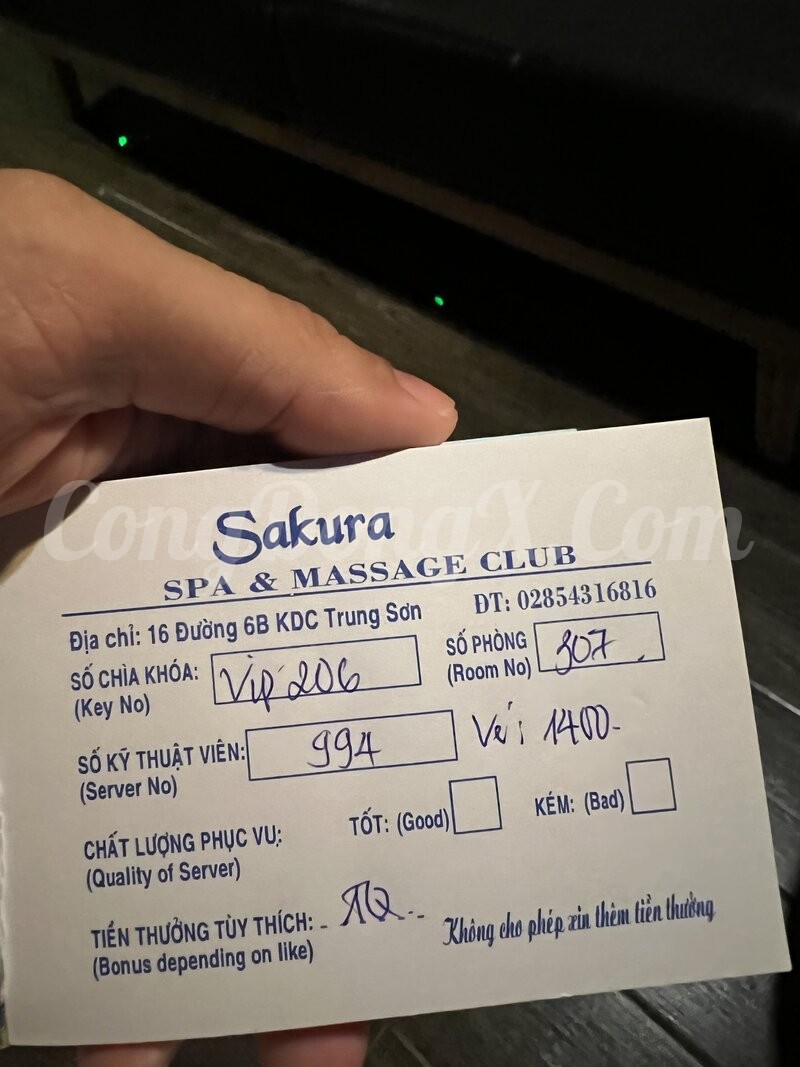 CongDongX.Com
Sakura
SPA & MASSAGE CLUB
Địa chỉ: 16 Đường 6B KDC Trung Sơn ĐT: 02854316816
SỐ CHÌA KHÓA: Vip 206 SỐ PHÒNG 307
(Key No) (Room No)
SỐ KỸ THUẬT VIÊN: 994 Vé: 1400-
(Server No)
CHẤT LƯỢNG PHỤC VỤ: TỐT: (Good) KÉM: (Bad)
(Quality of Server)
TIỀN THƯỞNG TÙY THÍCH: Không cho phép xin thêm tiền thưởng
(Bonus depending on like)